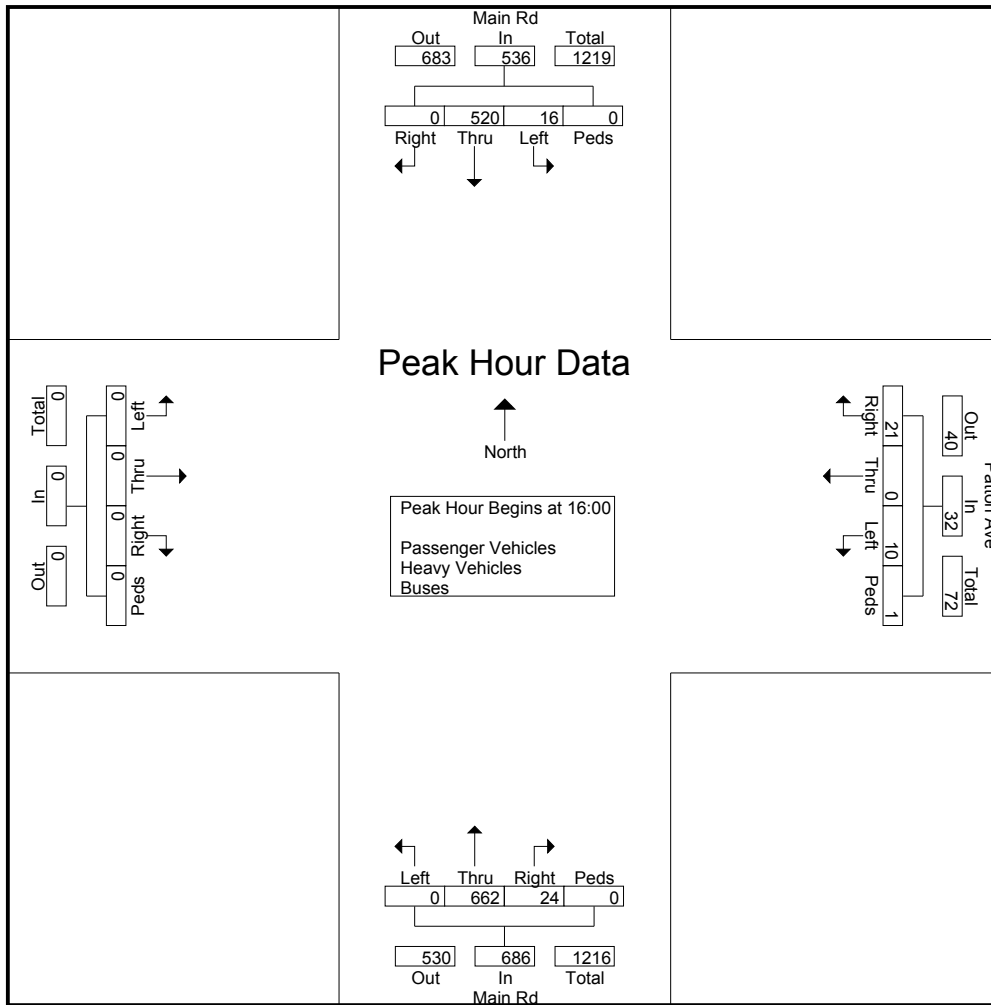 Main Rd
Out In Total
683 536 1219
0 520 16 0
Right Thru Left Peds
Peak Hour Data
North
Peak Hour Begins at 16:00
Passenger Vehicles
Heavy Vehicles
Buses
Total In Out
0 0 0
0 0 0 0
Left Thru Right Peds
Right Thru Left Peds
21 0 10 1
40 32 72
Out In Total
Left Thru Right Peds
0 662 24 0
530 686 1216
Out In Total
Main Rd